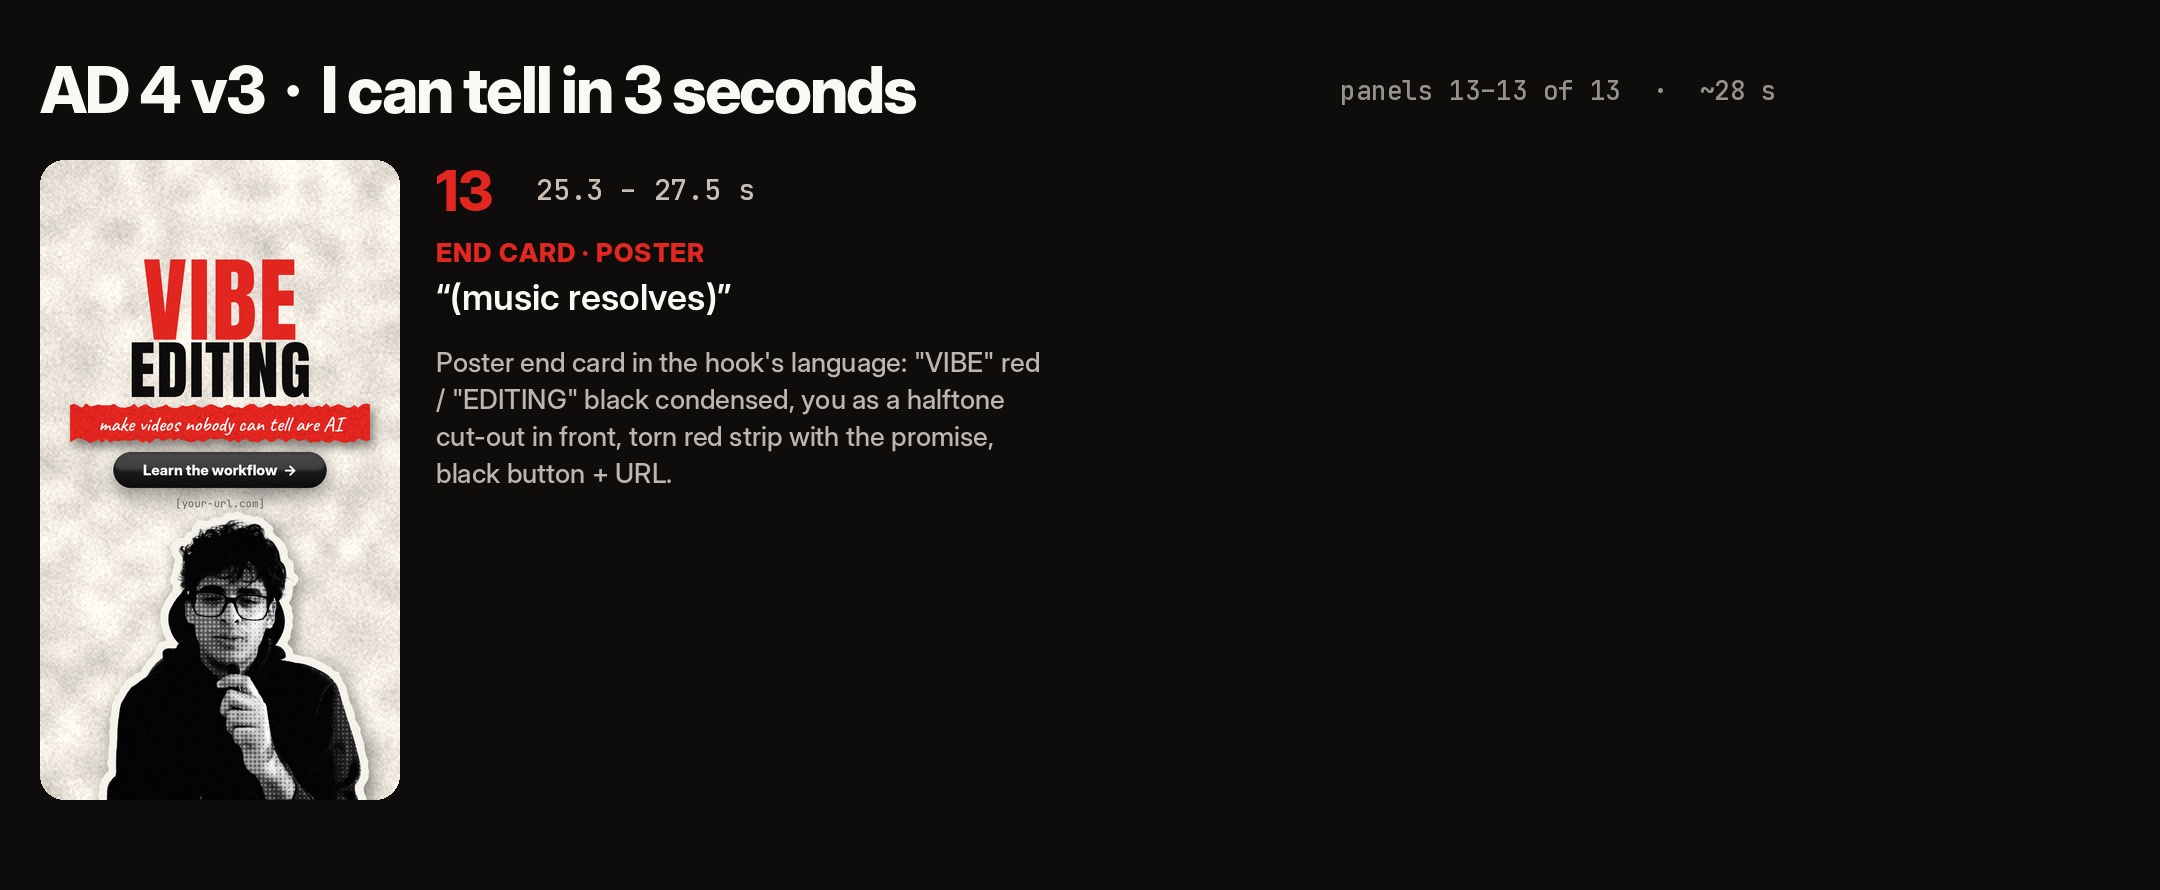 AD 4 v3 · I can tell in 3 seconds
panels 13–13 of 13 · ~28 s
VIBE
EDITING
make videos nobody can tell are AI
Learn the workflow →
[your-url.com]
13 25.3 – 27.5 s
END CARD · POSTER
“(music resolves)”
Poster end card in the hook's language: "VIBE" red
/ "EDITING" black condensed, you as a halftone
cut-out in front, torn red strip with the promise,
black button + URL.